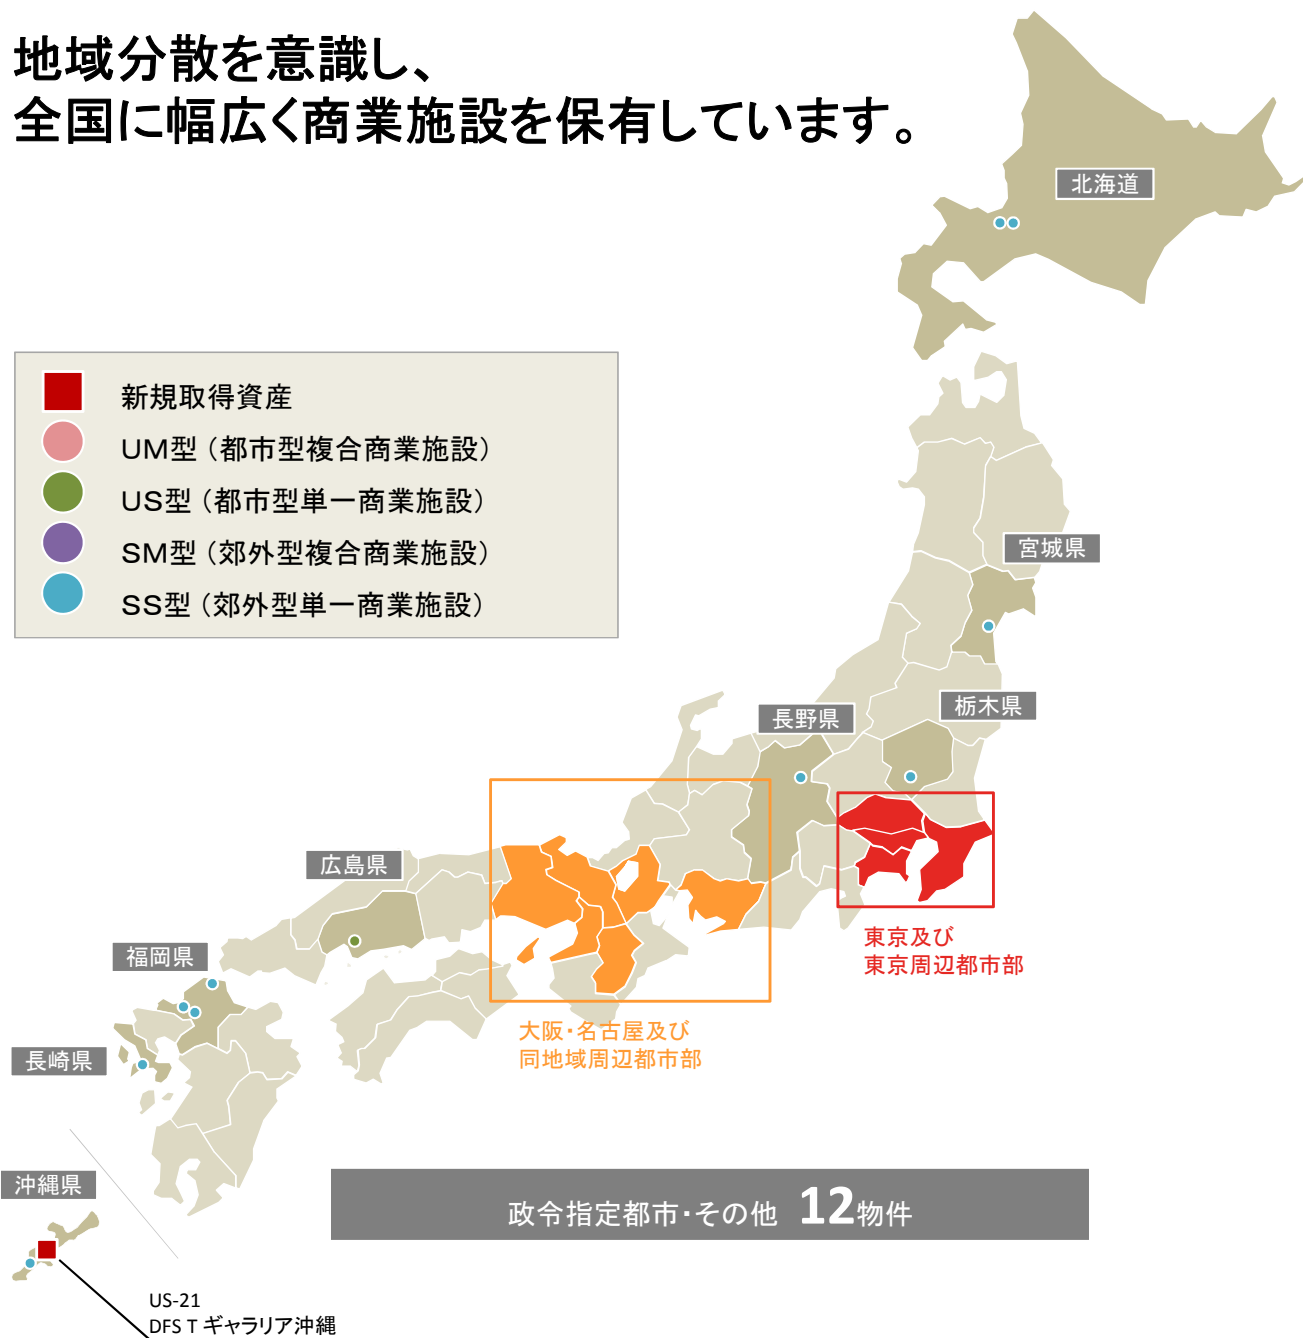 地域分散を意識し、
全国に幅広く商業施設を保有しています。
北海道
新規取得資産
UM型（都市型複合商業施設）
US型（都市型単一商業施設）
SM型（郊外型複合商業施設）
SS型（郊外型単一商業施設）
宮城県
栃木県
長野県
広島県
福岡県
長崎県
沖縄県
東京及び
東京周辺都市部
大阪・名古屋及び
同地域周辺都市部
政令指定都市・その他 12物件
US-21
DFS T ギャラリア沖縄